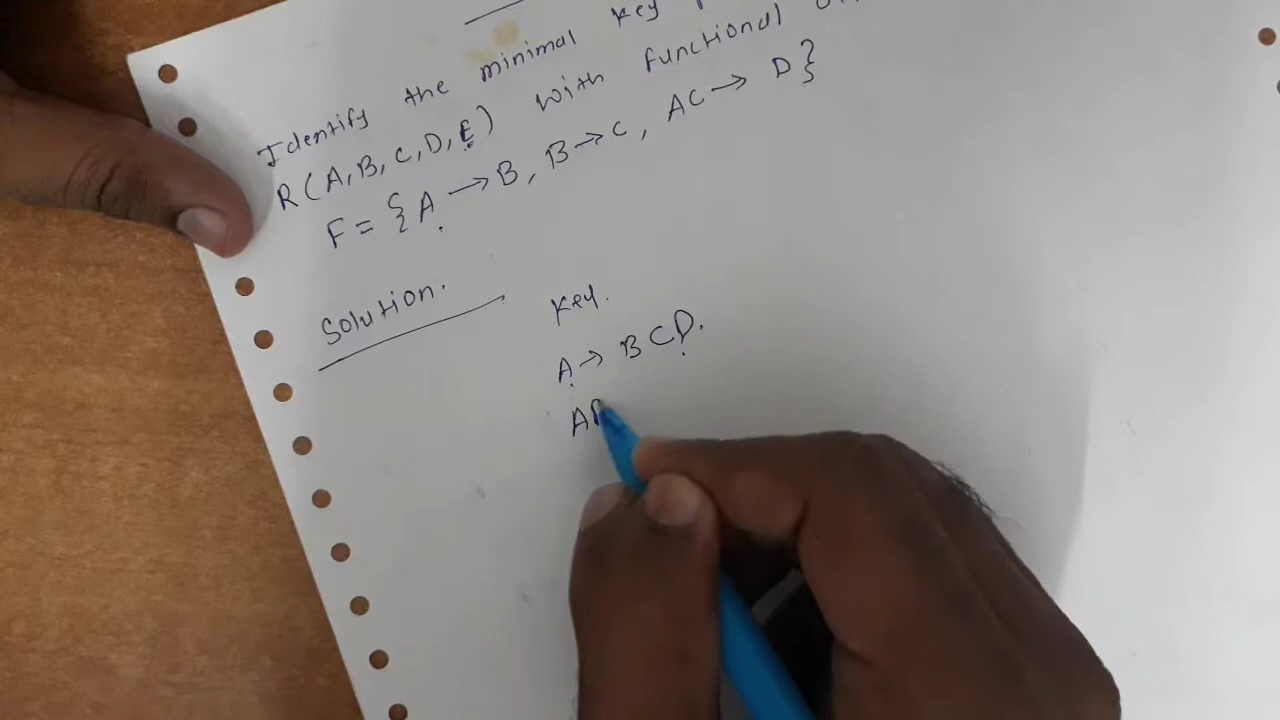 Identify the minimal key
R(A,B,C,D,E) with functional
F = {A → B, B → C, AC → D}
Solution.
Key.
A → BCD.
A